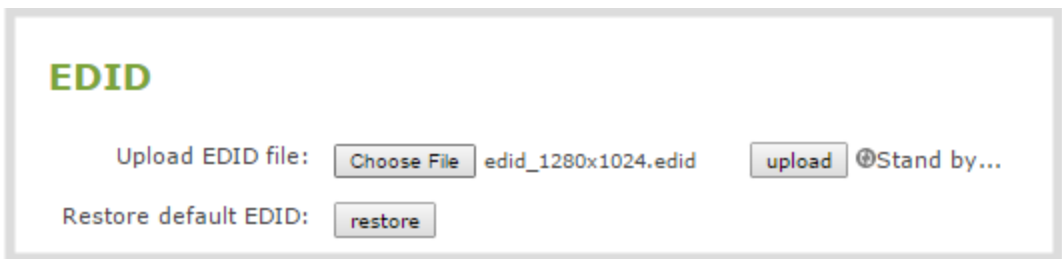 EDID
Upload EDID file: Choose File edid_1280x1024.edid upload Stand by...
Restore default EDID: restore